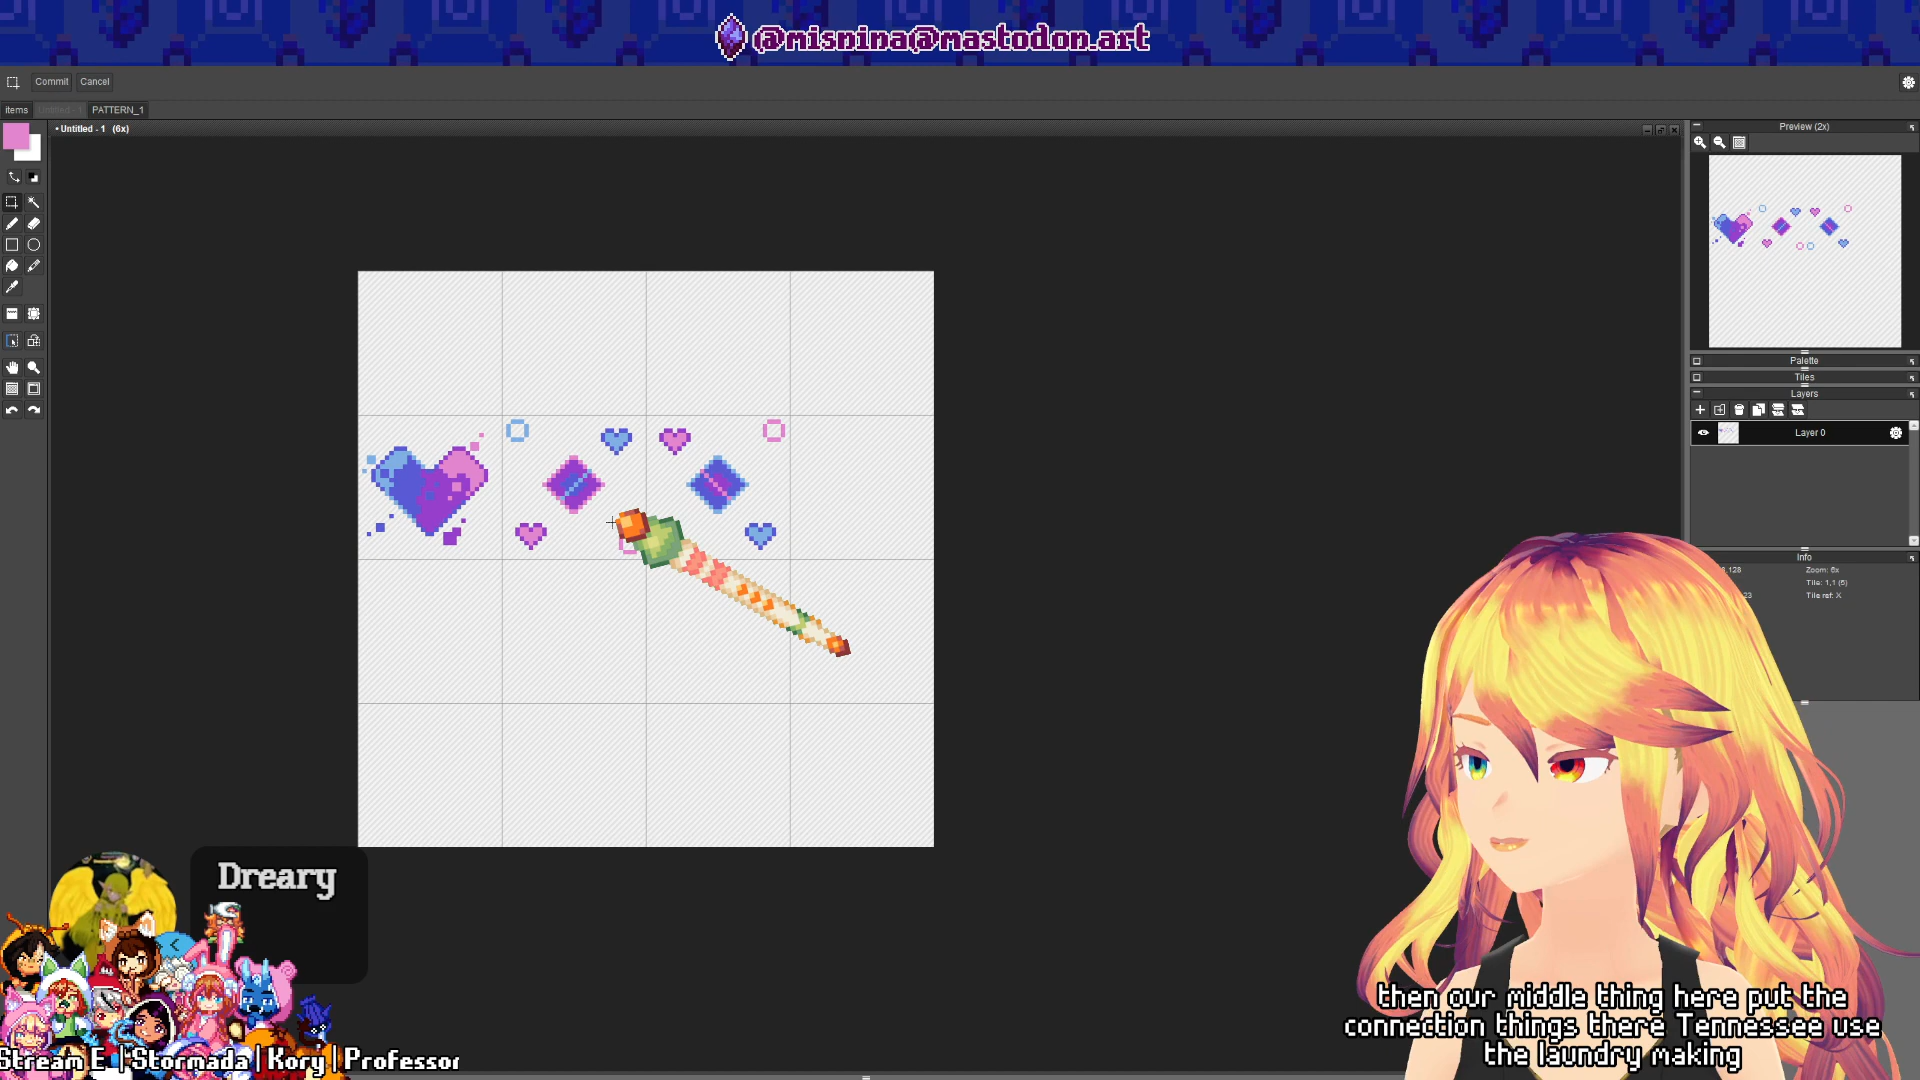 @misnina@mastodon.art
Commit Cancel
items Untitled - 1 PATTERN_1
• Untitled - 1 (6x)
Preview (2x)
Palette
Tiles
Layers
Layer 0
Info
Zoom: 6x
Tile: 1,1 (5)
Tile ref: X
Dreary
Stream E | Stormada | Kory | Professor
then our middle thing here put the
connection things there Tennessee use
the laundry making